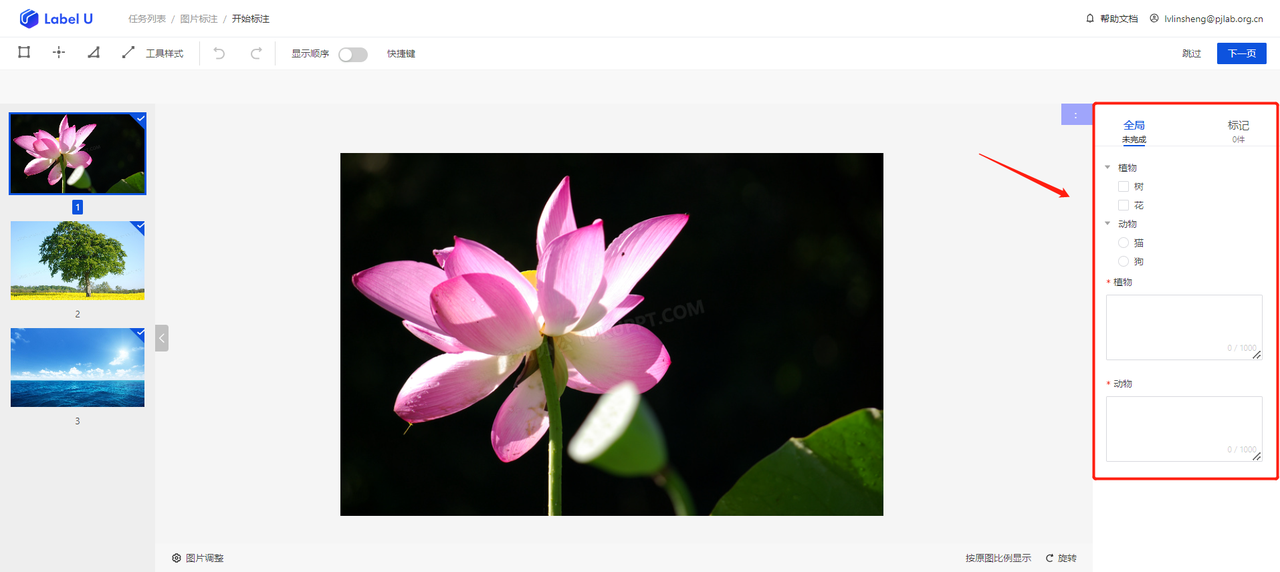 Label U
任务列表 / 图片标注 / 开始标注
帮助文档
lvlinsheng@pjlab.org.cn
工具样式
显示顺序
快捷键
跳过
下一页
1
2
3
全局
未完成
标记
0件
植物
树
花
动物
猫
狗
* 植物
0 / 1000
* 动物
0 / 1000
图片调整
按原图比例显示
旋转